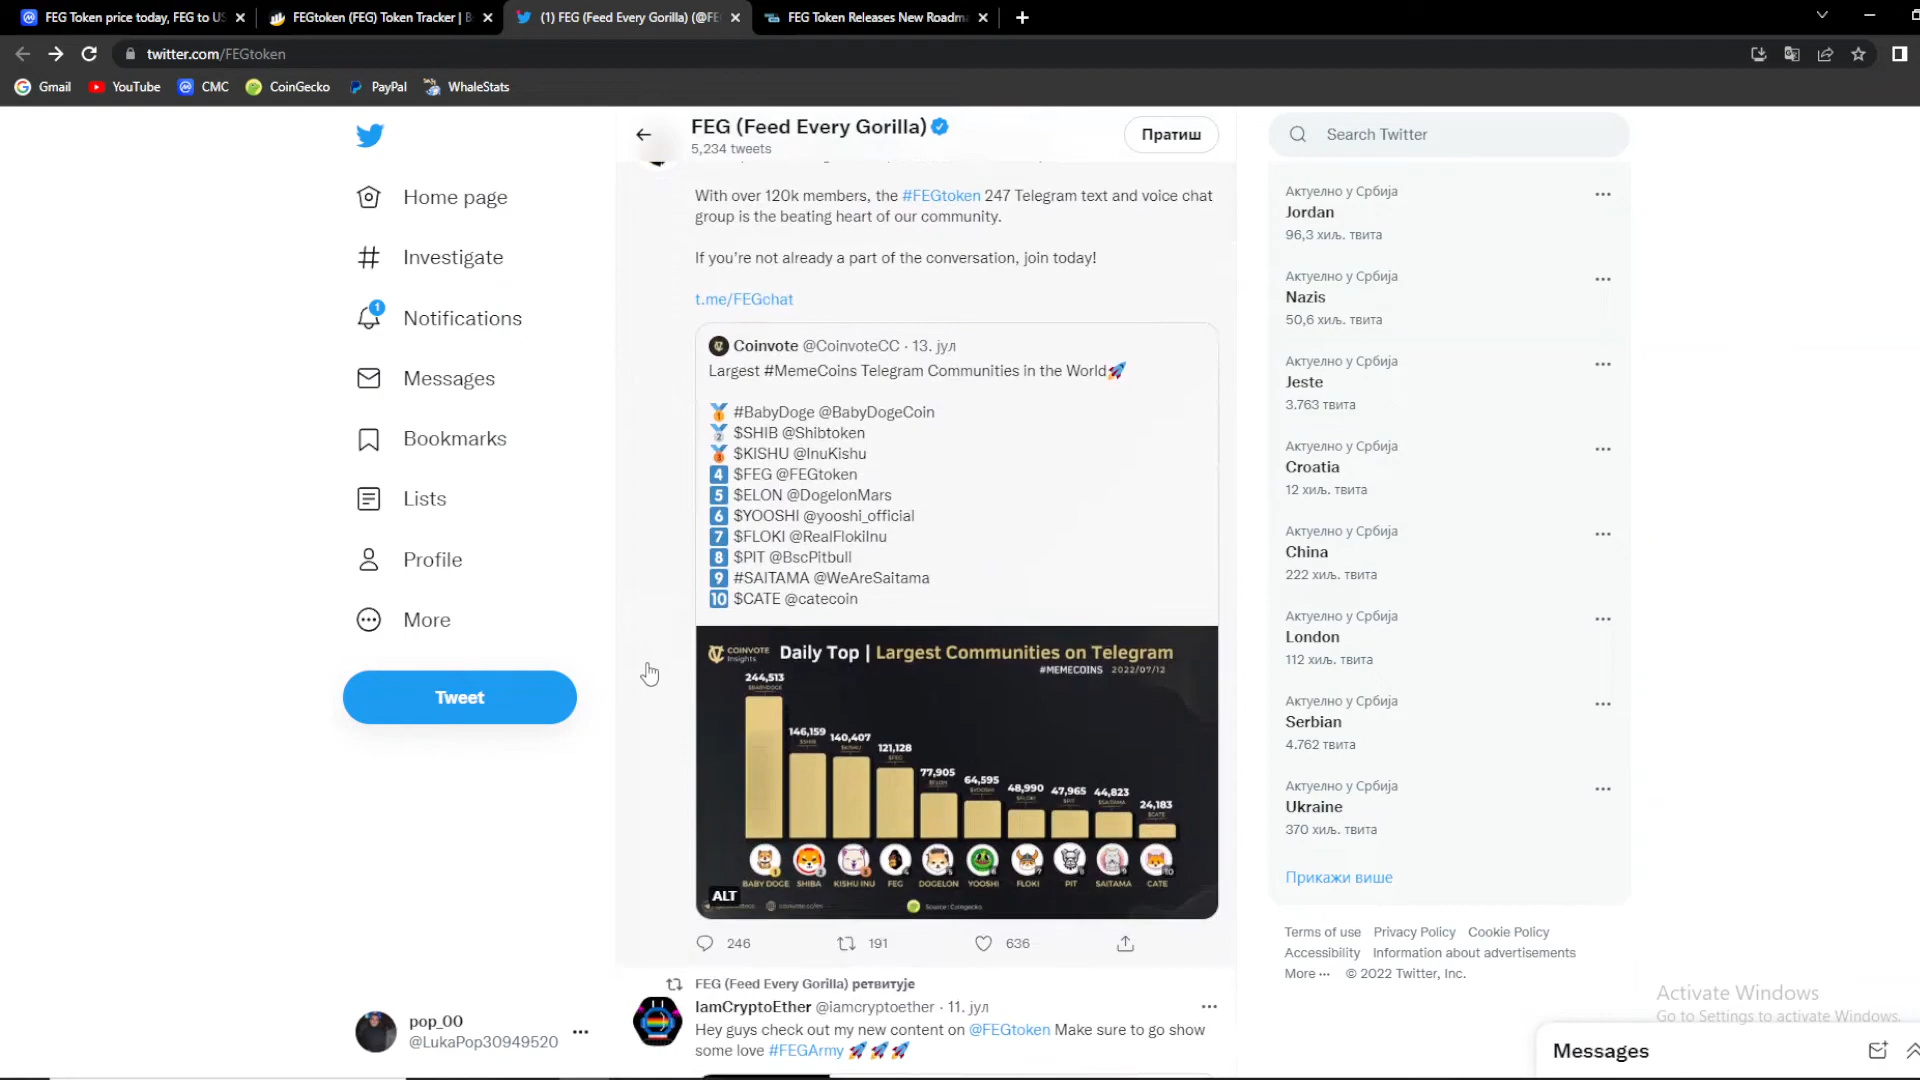 FEG Token price today, FEG to US
FEGtoken (FEG) Token Tracker | B
(1) FEG (Feed Every Gorilla) (@FE
FEG Token Releases New Roadma
twitter.com/FEGtoken
Gmail
YouTube
CMC
CoinGecko
PayPal
WhaleStats
Home page
Investigate
1
Notifications
Messages
Bookmarks
Lists
Profile
More
Tweet
pop_00
@LukaPop30949520
FEG (Feed Every Gorilla)
5,234 tweets
Пратиш
With over 120k members, the #FEGtoken 247 Telegram text and voice chat
group is the beating heart of our community.
If you're not already a part of the conversation, join today!
t.me/FEGchat
Coinvote @CoinvoteCC · 13. јул
Largest #MemeCoins Telegram Communities in the World🚀
🥇 #BabyDoge @BabyDogeCoin
🥈 $SHIB @Shibtoken
🥉 $KISHU @InuKishu
4 $FEG @FEGtoken
5 $ELON @DogelonMars
6 $YOOSHI @yooshi_official
7 $FLOKI @RealFlokiInu
8 $PIT @BscPitbull
9 #SAITAMA @WeAreSaitama
10 $CATE @catecoin
COINVOTE
Insights
Daily Top | Largest Communities on Telegram
#MEMECOINS 2022/07/12
244,513
146,159
140,407
121,128
77,905
64,595
48,990
47,965
44,823
24,183
BABY DOGE SHIBA KISHU INU FEG DOGELON YOOSHI FLOKI PIT SAITAMA CATE
ALT
Source : Coingecko
246
191
636
FEG (Feed Every Gorilla) ретвитује
IamCryptoEther @iamcryptoether · 11. јул
Hey guys check out my new content on @FEGtoken Make sure to go show
some love #FEGArmy 🚀🚀🚀
Search Twitter
Актуелно у Србија
Jordan
96,3 хиљ. твита
Актуелно у Србија
Nazis
50,6 хиљ. твита
Актуелно у Србија
Jeste
3.763 твита
Актуелно у Србија
Croatia
12 хиљ. твита
Актуелно у Србија
China
222 хиљ. твита
Актуелно у Србија
London
112 хиљ. твита
Актуелно у Србија
Serbian
4.762 твита
Актуелно у Србија
Ukraine
370 хиљ. твита
Прикажи више
Terms of use Privacy Policy Cookie Policy
Accessibility Information about advertisements
More ··· © 2022 Twitter, Inc.
Activate Windows
Go to Settings to activate Windows.
Messages